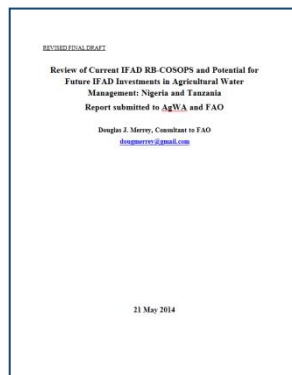 REVISED FINAL DRAFT
Review of Current IFAD RB-COSOPS and Potential for
Future IFAD Investments in Agricultural Water
Management: Nigeria and Tanzania
Report submitted to AgWA and FAO
Douglas J. Merrey, Consultant to FAO
dougmerrey@gmail.com
21 May 2014